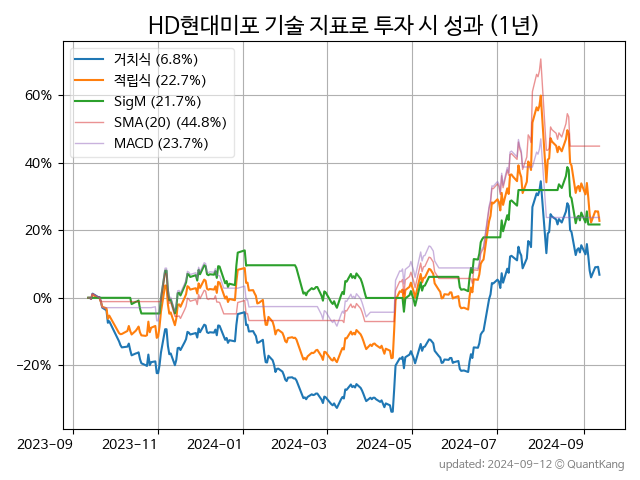 HD현대미포 기술 지표로 투자 시 성과 (1년)
거치식 (6.8%)
적립식 (22.7%)
SigM (21.7%)
SMA(20) (44.8%)
MACD (23.7%)
60%
40%
20%
0%
−20%
2023-09 2023-11 2024-01 2024-03 2024-05 2024-07 2024-09
updated: 2024-09-12 © QuantKang